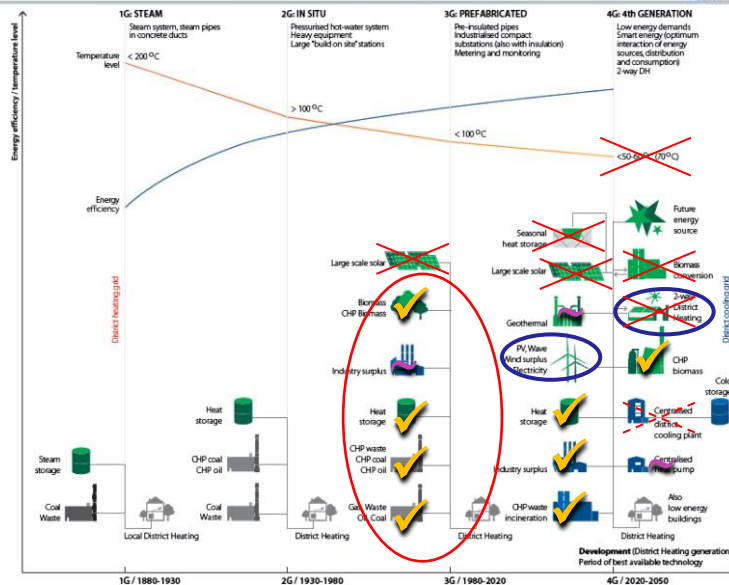 1G: STEAM
Steam system, steam pipes
in concrete ducts
2G: IN SITU
Pressurised hot-water system
Heavy equipment
Large "build on site" stations
3G: PREFABRICATED
Pre-insulated pipes
Industrialised compact
substations (also with insulation)
Metering and monitoring
4G: 4th GENERATION
Low energy demands
Smart energy (optimum
interaction of energy
sources, distribution
and consumption)
2-way DH
Energy efficiency / temperature level
Temperature
level
< 200 °C
> 100 °C
< 100 °C
<50-60 °C (70°C)
Energy
efficiency
District heating grid
District cooling grid
Large scale solar
Biomass
CHP Biomass
Industry surplus
Heat
storage
CHP waste
CHP coal
CHP oil
Gas, Waste
Oil, Coal
Seasonal
heat storage
Large scale solar
Geothermal
PV, Wave
Wind surplus
Electricity
Heat
storage
Industry surplus
CHP waste
incineration
Future
energy
source
Biomass
conversion
2-way
District
Heating
CHP
biomass
Centralised
district
cooling plant
Cold
storage
Centralised
heat pump
Also
low energy
buildings
Heat
storage
CHP coal
CHP oil
Coal
Waste
Steam
storage
Coal
Waste
Local District Heating
District Heating
District Heating
District Heating
Development (District Heating generation
Period of best available technology
1G / 1880-1930
2G / 1930-1980
3G / 1980-2020
4G / 2020-2050